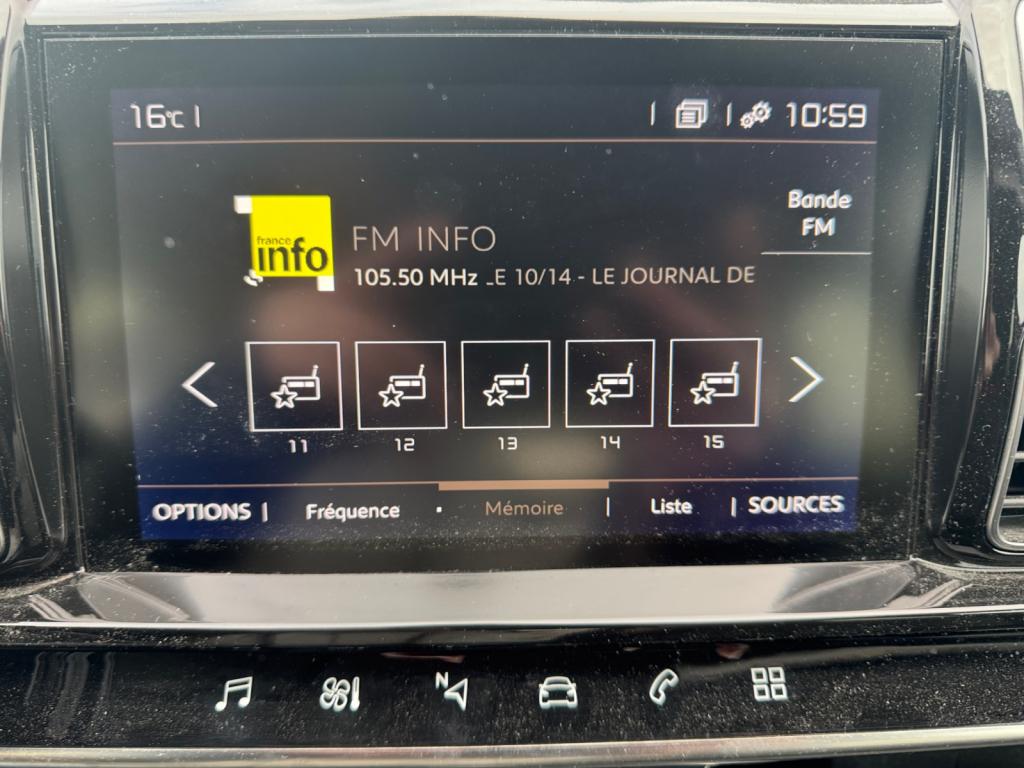 16°C
10:59
Bande
FM
france
info
FM INFO
105.50 MHz LE 10/14 - LE JOURNAL DE
11 12 13 14 15
OPTIONS Fréquence Mémoire Liste SOURCES
N